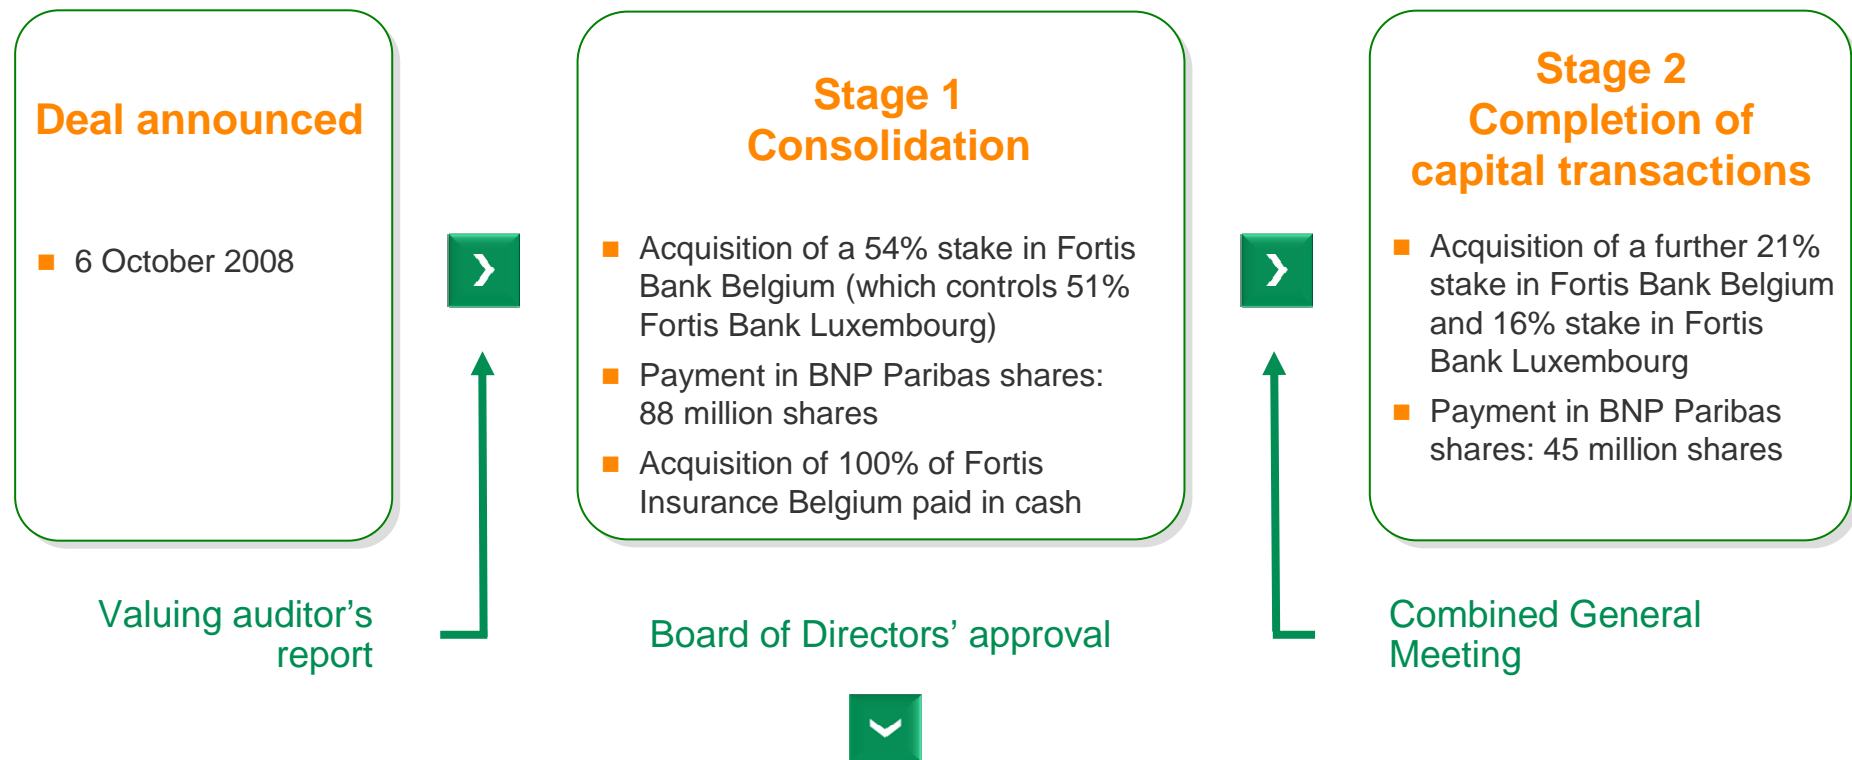 Deal announced
■ 6 October 2008
Stage 1
Consolidation
■ Acquisition of a 54% stake in Fortis
Bank Belgium (which controls 51%
Fortis Bank Luxembourg)
■ Payment in BNP Paribas shares:
88 million shares
■ Acquisition of 100% of Fortis
Insurance Belgium paid in cash
Stage 2
Completion of
capital transactions
■ Acquisition of a further 21%
stake in Fortis Bank Belgium
and 16% stake in Fortis
Bank Luxembourg
■ Payment in BNP Paribas
shares: 45 million shares
Valuing auditor’s
report
Board of Directors’ approval
Combined General
Meeting